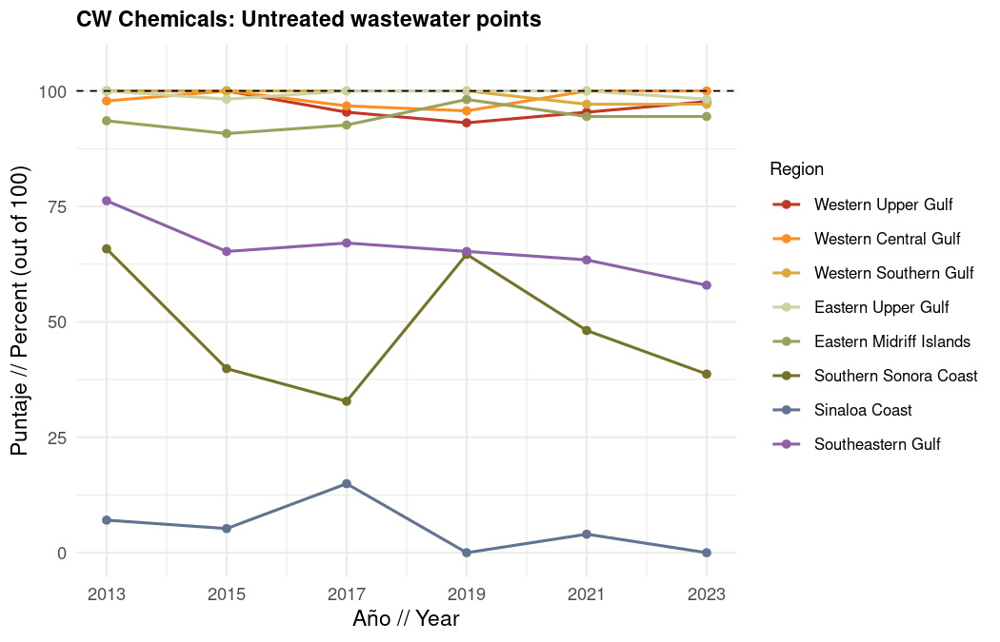 CW Chemicals: Untreated wastewater points
Puntaje // Percent (out of 100)
100
75
50
25
0
2013 2015 2017 2019 2021 2023
Año // Year
Region
Western Upper Gulf
Western Central Gulf
Western Southern Gulf
Eastern Upper Gulf
Eastern Midriff Islands
Southern Sonora Coast
Sinaloa Coast
Southeastern Gulf